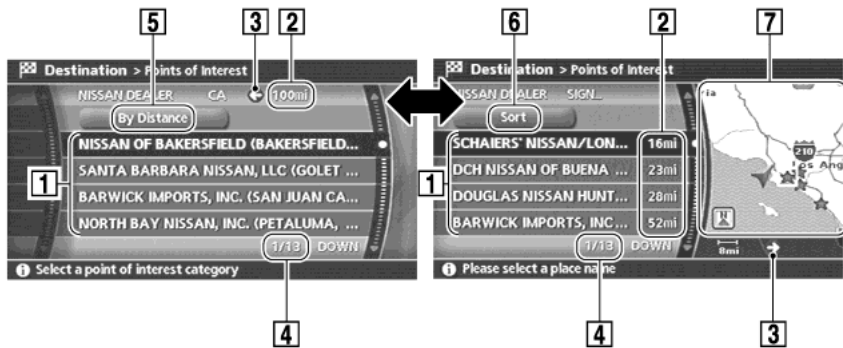 5 3 2
6 2 7
Destination > Points of Interest
NISSAN DEALER CA 100mi
By Distance
1
NISSAN OF BAKERSFIELD (BAKERSFIELD...
SANTA BARBARA NISSAN, LLC (GOLET ...
BARWICK IMPORTS, INC. (SAN JUAN CA...
NORTH BAY NISSAN, INC. (PETALUMA, ...
1/13 DOWN
Select a point of interest category
4
Destination > Points of Interest
NISSAN DEALER SIGN...
Sort
1
SCHAIERS' NISSAN/LON... 16mi
DCH NISSAN OF BUENA ... 23mi
DOUGLAS NISSAN HUNT... 28mi
BARWICK IMPORTS, INC... 52mi
1/13 DOWN
Please select a place name
ria
210
Los Ang
N
8mi
4 3